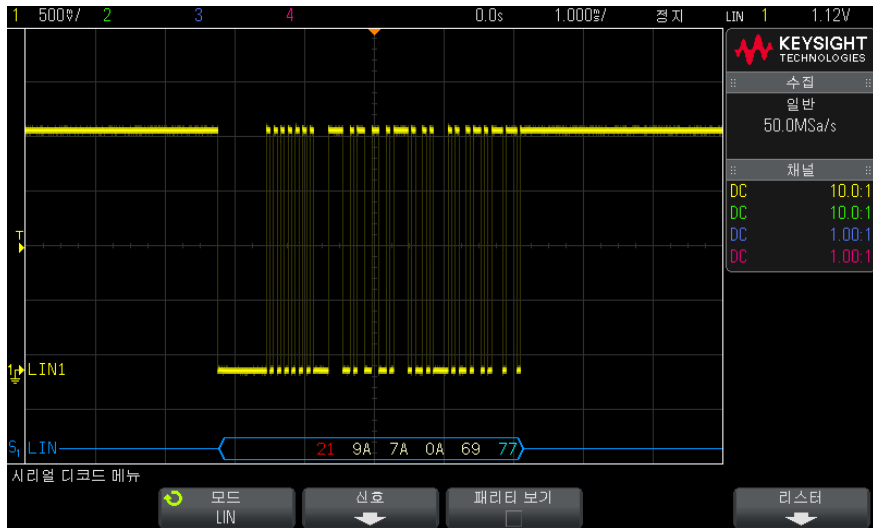 1 500㎷/ 2 3 4 0.0s 1.000㎳/ 정지 LIN 1 1.12V
KEYSIGHT
TECHNOLOGIES
수집
일반
50.0MSa/s
채널
DC 10.0:1
DC 10.0:1
DC 1.00:1
DC 1.00:1
T
1 LIN1
S1 LIN 21 9A 7A 0A 69 77
시리얼 디코드 메뉴
모드
LIN
신호
패리티 보기
리스터